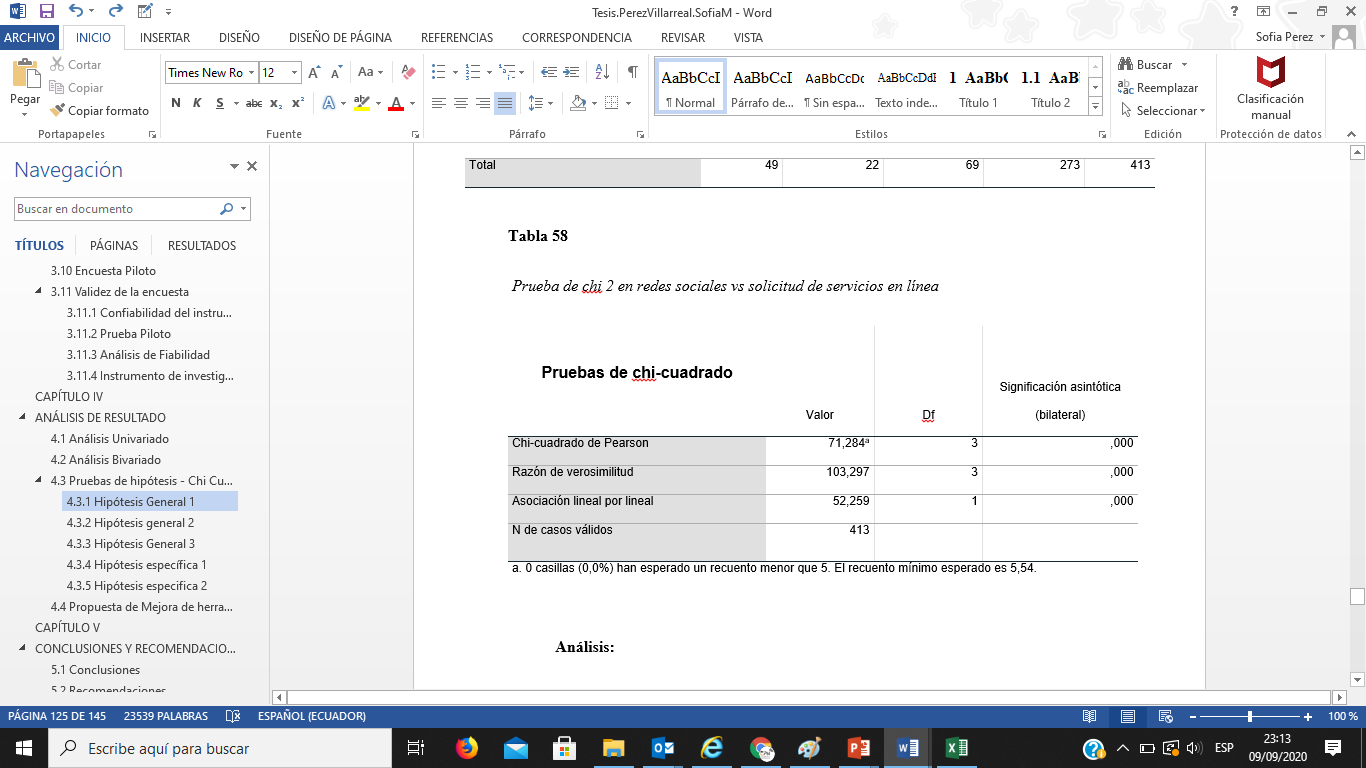 Tesis.PerezVillarreal.SofiaM - Word
ARCHIVO INICIO INSERTAR DISEÑO DISEÑO DE PÁGINA REFERENCIAS CORRESPONDENCIA REVISAR VISTA Sofia Perez
Pegar
Cortar
Copiar
Copiar formato
Portapapeles
Times New Ro 12
N K S abc x₂ x²
Fuente
Párrafo
AaBbCcI AaBbCcI AaBbCcDc AaBbCcDdE 1 AaBb( 1.1 AaB
¶ Normal Párrafo de... ¶ Sin espa... Texto inde... Título 1 Título 2
Estilos
Buscar
Reemplazar
Seleccionar
Edición
Clasificación
manual
Protección de datos
Navegación
Buscar en documento
TÍTULOS PÁGINAS RESULTADOS
3.10 Encuesta Piloto
3.11 Validez de la encuesta
3.11.1 Confiabilidad del instru...
3.11.2 Prueba Piloto
3.11.3 Análisis de Fiabilidad
3.11.4 Instrumento de investig...
CAPÍTULO IV
ANÁLISIS DE RESULTADO
4.1 Análisis Univariado
4.2 Análisis Bivariado
4.3 Pruebas de hipótesis - Chi Cu...
4.3.1 Hipótesis General 1
4.3.2 Hipótesis general 2
4.3.3 Hipótesis General 3
4.3.4 Hipótesis específica 1
4.3.5 Hipótesis especifica 2
4.4 Propuesta de Mejora de herra...
CAPÍTULO V
CONCLUSIONES Y RECOMENDACIO...
5.1 Conclusiones
5.2 Recomendaciones
Total 49 22 69 273 413
Tabla 58
Prueba de chi 2 en redes sociales vs solicitud de servicios en línea
Pruebas de chi-cuadrado
Valor Df Significación asintótica
(bilateral)
Chi-cuadrado de Pearson 71,284ª 3 ,000
Razón de verosimilitud 103,297 3 ,000
Asociación lineal por lineal 52,259 1 ,000
N de casos válidos 413
a. 0 casillas (0,0%) han esperado un recuento menor que 5. El recuento mínimo esperado es 5,54.
Análisis:
PÁGINA 125 DE 145 23539 PALABRAS ESPAÑOL (ECUADOR) 100 %
Escribe aquí para buscar
ESP
23:13
09/09/2020